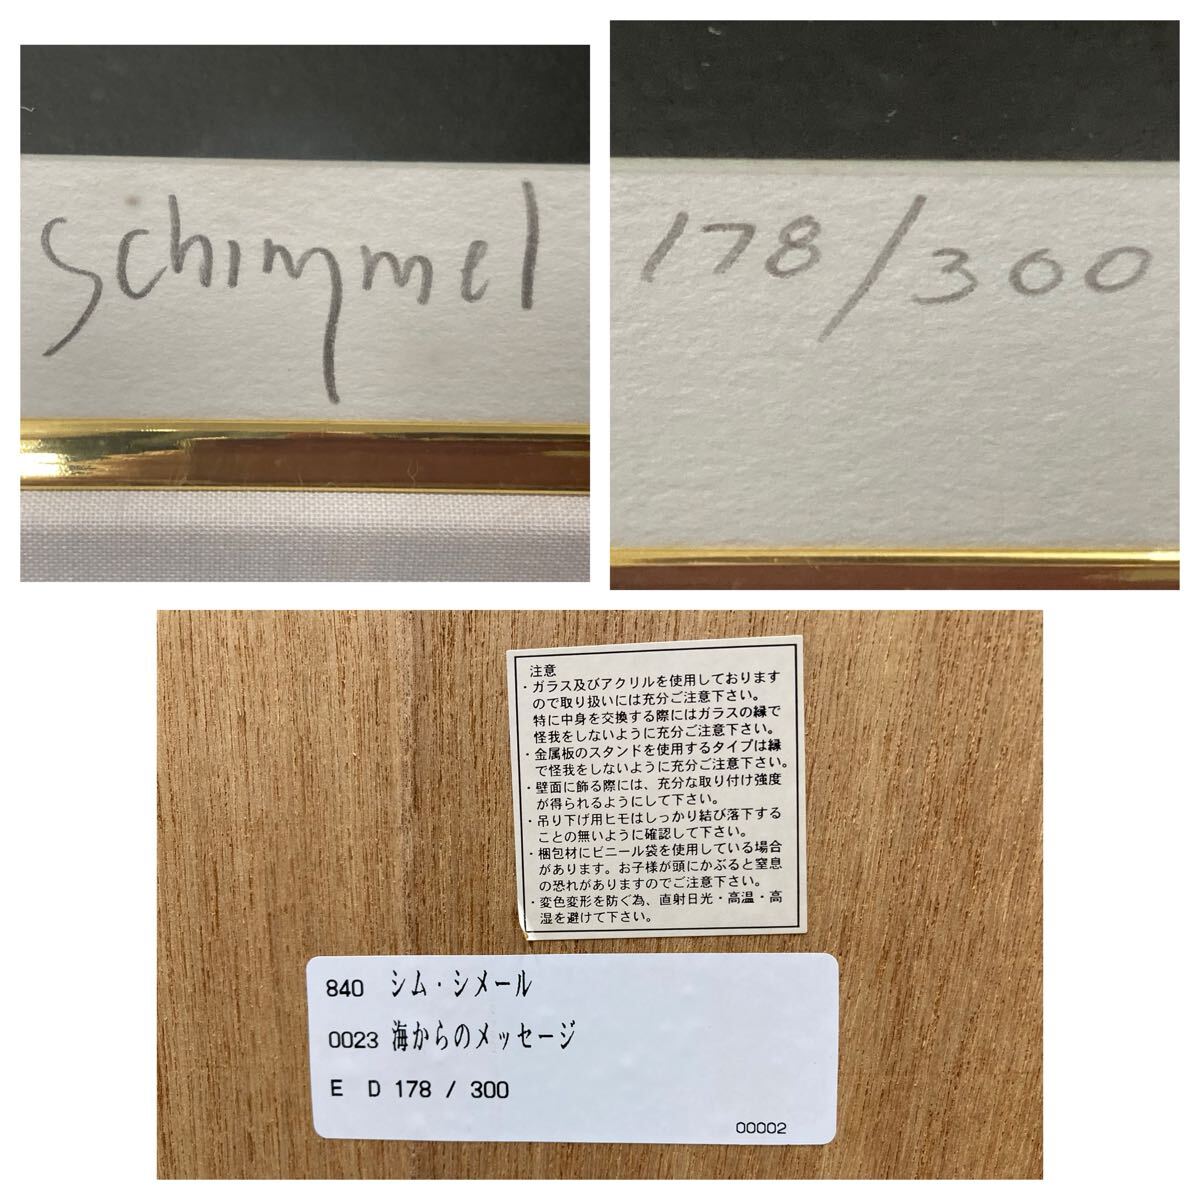 Schimmel
178/300
注意
・ガラス及びアクリルを使用しております
ので取り扱いには充分ご注意下さい。
特に中身を交換する際にはガラスの縁で
怪我をしないように充分ご注意下さい。
・金属板のスタンドを使用するタイプは縁
で怪我をしないように充分ご注意下さい。
・壁面に飾る際には、充分な取り付け強度
が得られるようにして下さい。
・吊り下げ用ヒモはしっかり結び落下する
ことの無いように確認して下さい。
・梱包材にビニール袋を使用している場合
があります。お子様が頭にかぶると窒息
の恐れがありますのでご注意下さい。
・変色変形を防ぐ為、直射日光・高温・高
湿を避けて下さい。
840 シム・シメール
0023 海からのメッセージ
E D 178 / 300
00002